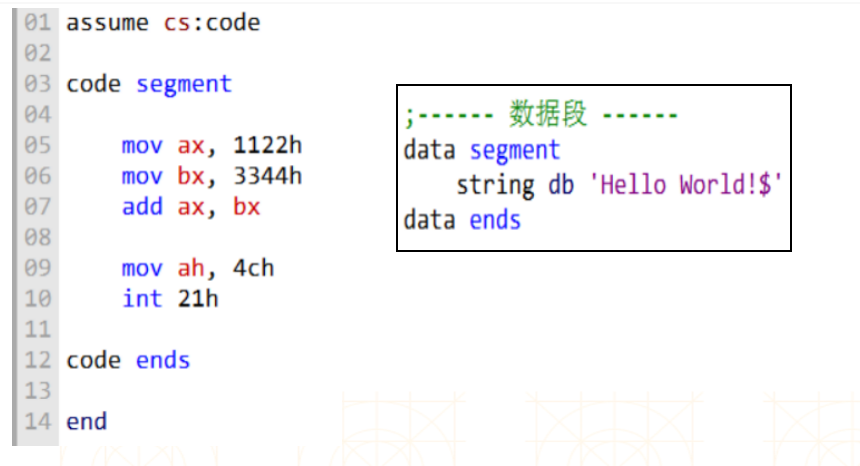 01 assume cs:code
02
03 code segment
04
05     mov ax, 1122h
06     mov bx, 3344h
07     add ax, bx
08
09     mov ah, 4ch
10     int 21h
11
12 code ends
13
14 end
;------ 数据段 ------
data segment
    string db 'Hello World!$'
data ends